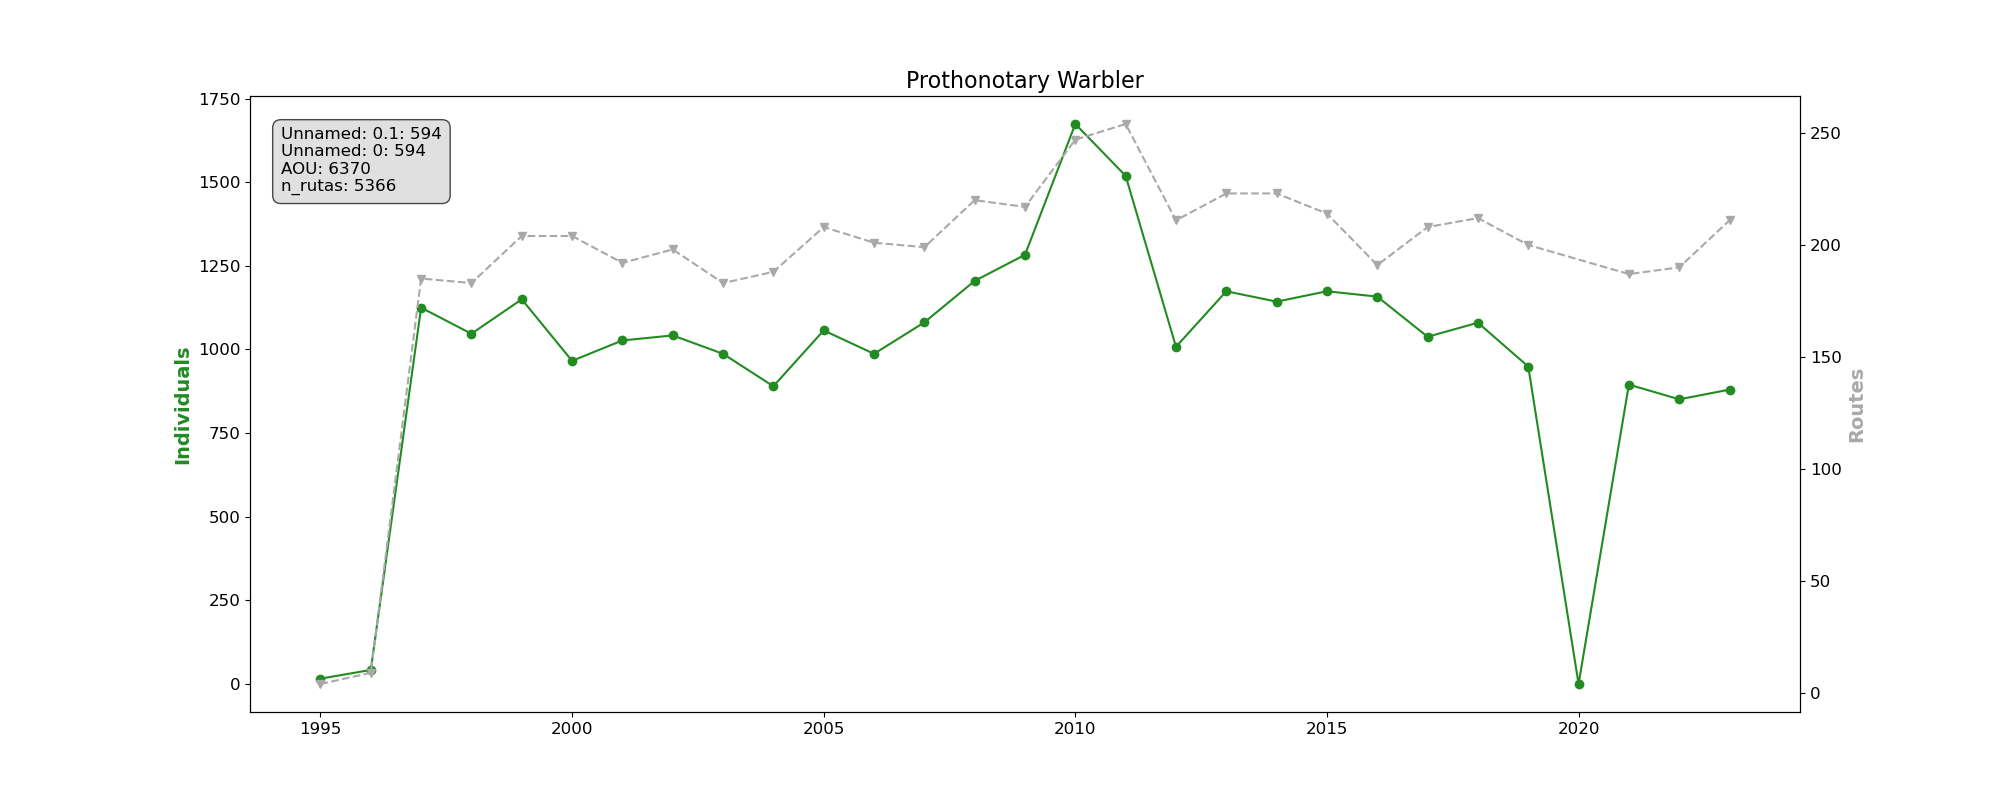 Prothonotary Warbler
Unnamed: 0.1: 594
Unnamed: 0: 594
AOU: 6370
n_rutas: 5366
Individuals
1750
1500
1250
1000
750
500
250
0
Routes
250
200
150
100
50
0
1995 2000 2005 2010 2015 2020